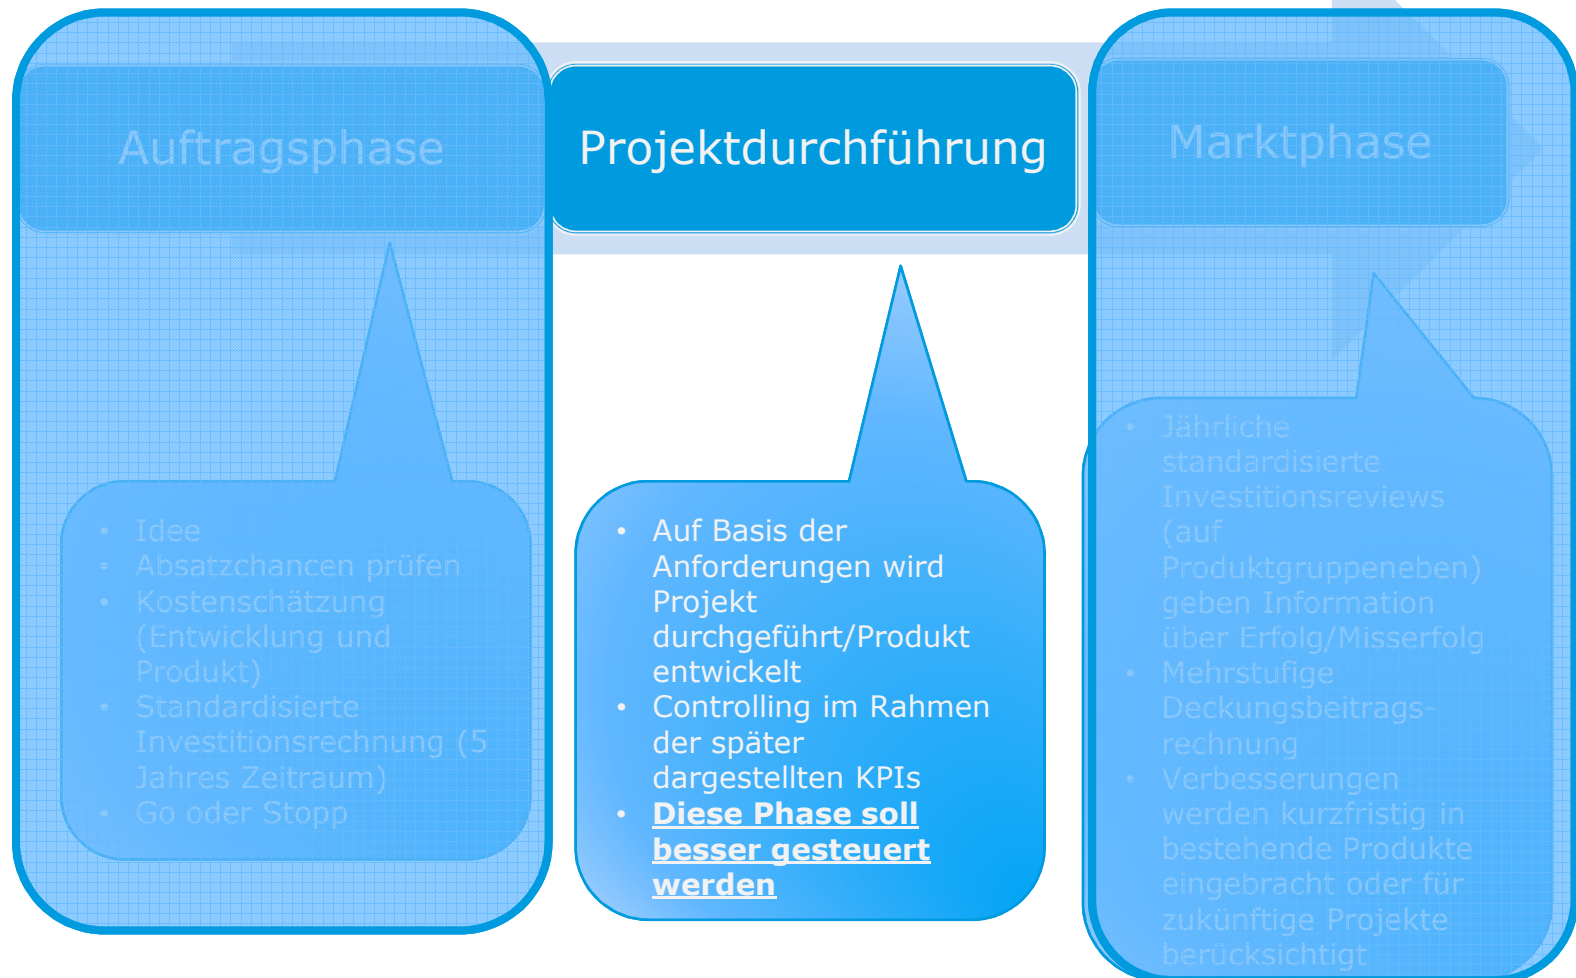 Auftragsphase
Projektdurchführung
Marktphase
• Idee
• Absatzchancen prüfen
• Kostenschätzung
(Entwicklung und
Produkt)
• Standardisierte
Investitionsrechnung (5
Jahres Zeitraum)
• Go oder Stopp
• Auf Basis der
Anforderungen wird
Projekt
durchgeführt/Produkt
entwickelt
• Controlling im Rahmen
der später
dargestellten KPIs
• Diese Phase soll
besser gesteuert
werden
• Jährliche
standardisierte
Investitionsreviews
(auf
Produktgruppeneben)
geben Information
über Erfolg/Misserfolg
• Mehrstufige
Deckungsbeitrags-
rechnung
• Verbesserungen
werden kurzfristig in
bestehende Produkte
eingebracht oder für
zukünftige Projekte
berücksichtigt